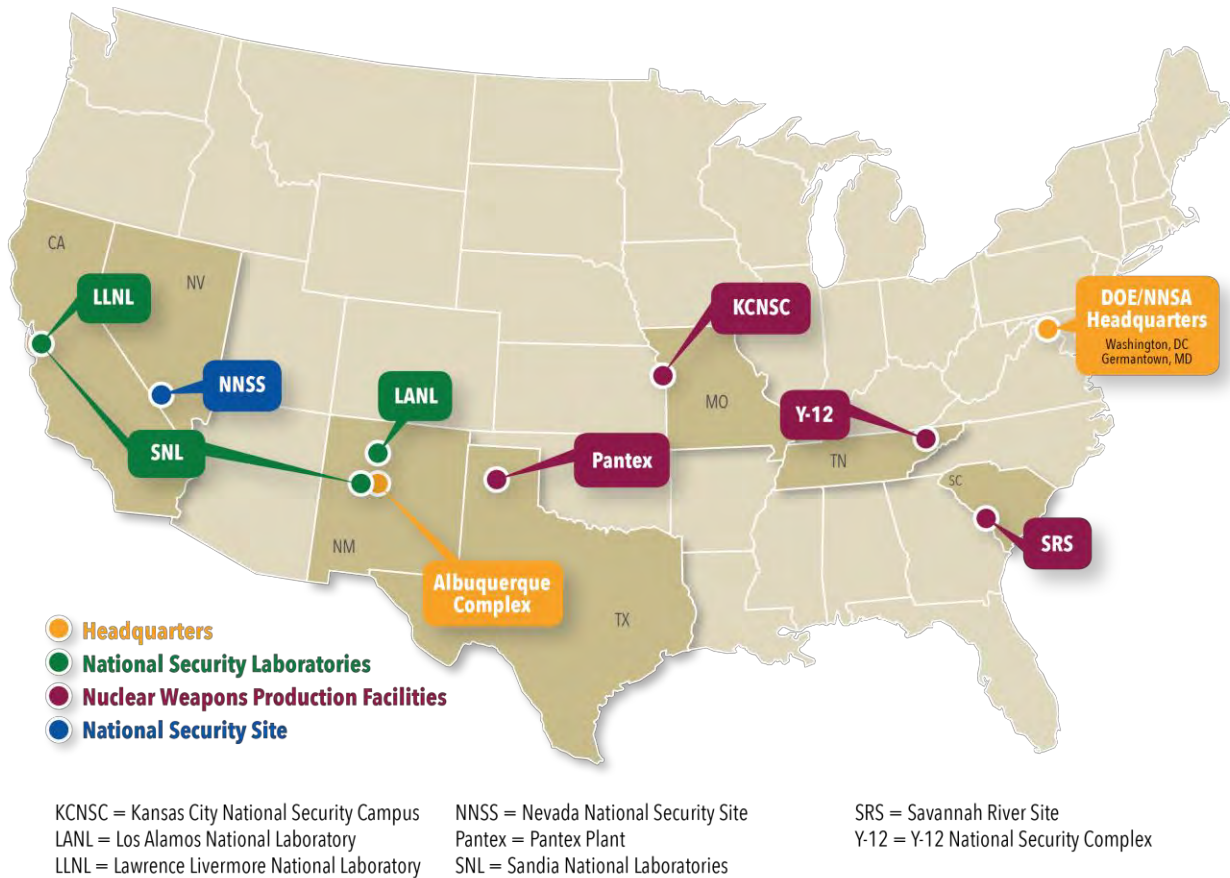 CA
NV
LLNL
NNSS
SNL
LANL
KCNSC
MO
DOE/NNSA
Headquarters
Washington, DC
Germantown, MD
Y-12
TN
Pantex
SC
SRS
NM
Albuquerque
Complex
TX
Headquarters
National Security Laboratories
Nuclear Weapons Production Facilities
National Security Site
KCNSC = Kansas City National Security Campus
LANL = Los Alamos National Laboratory
LLNL = Lawrence Livermore National Laboratory
NNSS = Nevada National Security Site
Pantex = Pantex Plant
SNL = Sandia National Laboratories
SRS = Savannah River Site
Y-12 = Y-12 National Security Complex